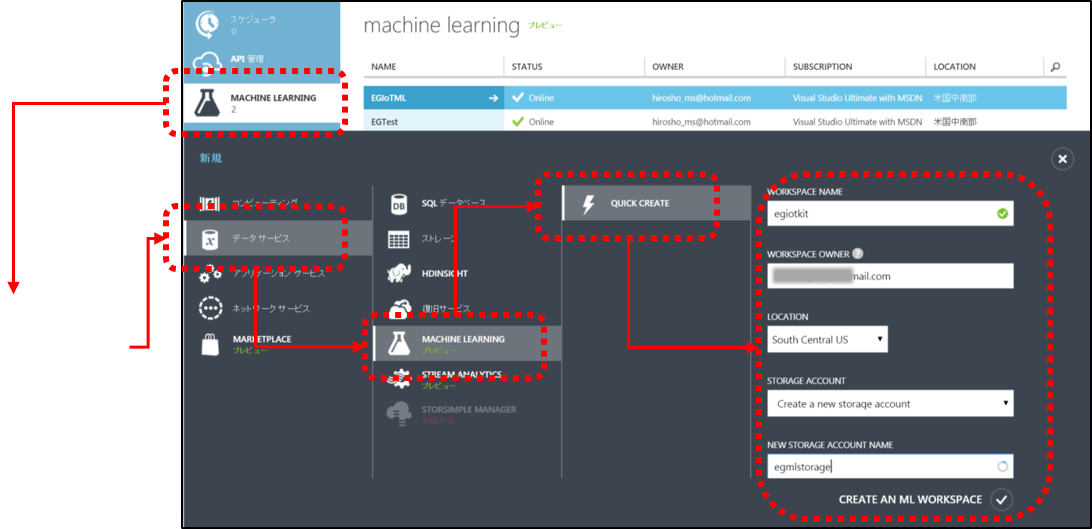 スケジューラ
0
API 管理
MACHINE LEARNING
2
machine learning プレビュー
NAME STATUS OWNER SUBSCRIPTION LOCATION
EGIoTML Online hirosho_ms@hotmail.com Visual Studio Ultimate with MSDN 米国中南部
EGTest Online hirosho_ms@hotmail.com Visual Studio Ultimate with MSDN 米国中南部
新規
コンピューティング
データ サービス
アプリケーション サービス
ネットワーク サービス
MARKETPLACE
プレビュー
SQL データベース
ストレージ
HDINSIGHT
復旧サービス
MACHINE LEARNING
プレビュー
STREAM ANALYTICS
プレビュー
STORSIMPLE MANAGER
QUICK CREATE
WORKSPACE NAME
egiotkit
WORKSPACE OWNER
mail.com
LOCATION
South Central US
STORAGE ACCOUNT
Create a new storage account
NEW STORAGE ACCOUNT NAME
egmlstorage
CREATE AN ML WORKSPACE